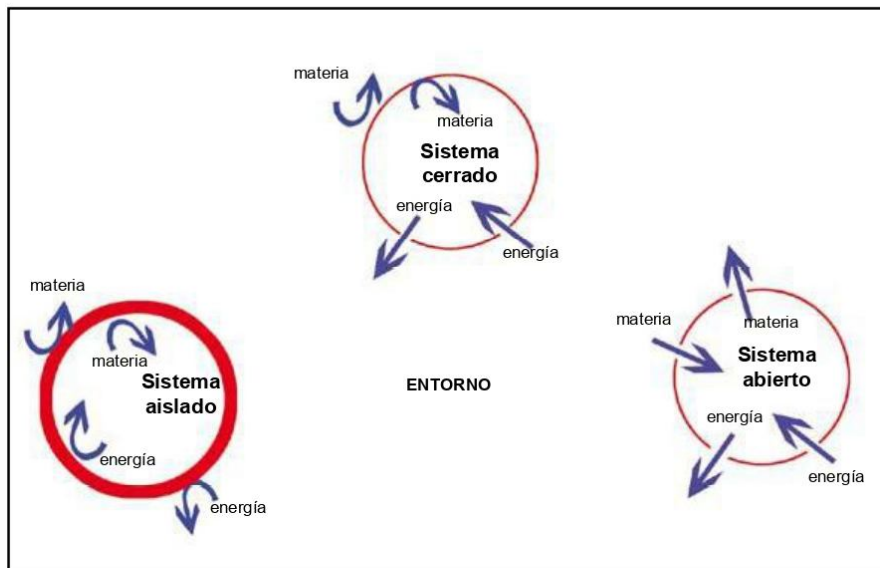 materia
materia
Sistema
cerrado
energía
energía
materia
materia
Sistema
aislado
energía
energía
ENTORNO
materia
materia
Sistema
abierto
energía
energía